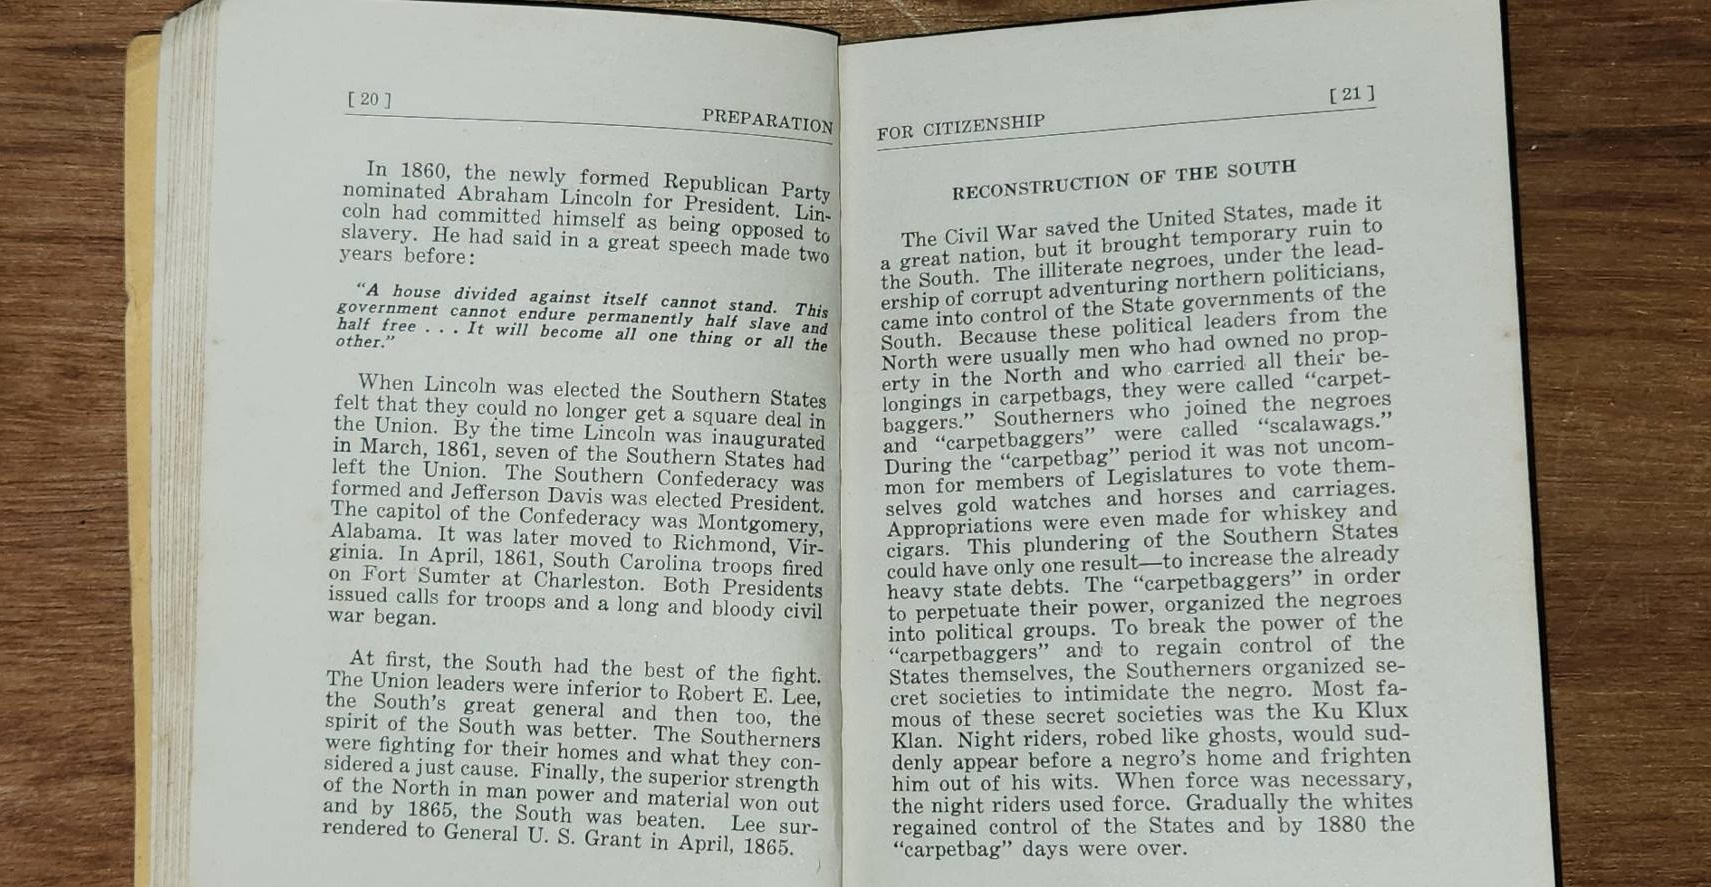 [ 20 ]
PREPARATION
In 1860, the newly formed Republican Party
nominated Abraham Lincoln for President. Lin-
coln had committed himself as being opposed to
slavery. He had said in a great speech made two
years before:
"A house divided against itself cannot stand. This
government cannot endure permanently half slave and
half free . . . It will become all one thing or all the
other."
When Lincoln was elected the Southern States
felt that they could no longer get a square deal in
the Union. By the time Lincoln was inaugurated
in March, 1861, seven of the Southern States had
left the Union. The Southern Confederacy was
formed and Jefferson Davis was elected President.
The capitol of the Confederacy was Montgomery,
Alabama. It was later moved to Richmond, Vir-
ginia. In April, 1861, South Carolina troops fired
on Fort Sumter at Charleston. Both Presidents
issued calls for troops and a long and bloody civil
war began.
At first, the South had the best of the fight.
The Union leaders were inferior to Robert E. Lee,
the South's great general and then too, the
spirit of the South was better. The Southerners
were fighting for their homes and what they con-
sidered a just cause. Finally, the superior strength
of the North in man power and material won out
and by 1865, the South was beaten. Lee sur-
rendered to General U. S. Grant in April, 1865.
[ 21 ]
FOR CITIZENSHIP
RECONSTRUCTION OF THE SOUTH
The Civil War saved the United States, made it
a great nation, but it brought temporary ruin to
the South. The illiterate negroes, under the lead-
ership of corrupt adventuring northern politicians,
came into control of the State governments of the
South. Because these political leaders from the
North were usually men who had owned no prop-
erty in the North and who carried all their be-
longings in carpetbags, they were called "carpet-
baggers." Southerners who joined the negroes
and "carpetbaggers" were called "scalawags."
During the "carpetbag" period it was not uncom-
mon for members of Legislatures to vote them-
selves gold watches and horses and carriages.
Appropriations were even made for whiskey and
cigars. This plundering of the Southern States
could have only one result—to increase the already
heavy state debts. The "carpetbaggers" in order
to perpetuate their power, organized the negroes
into political groups. To break the power of the
"carpetbaggers" and to regain control of the
States themselves, the Southerners organized se-
cret societies to intimidate the negro. Most fa-
mous of these secret societies was the Ku Klux
Klan. Night riders, robed like ghosts, would sud-
denly appear before a negro's home and frighten
him out of his wits. When force was necessary,
the night riders used force. Gradually the whites
regained control of the States and by 1880 the
"carpetbag" days were over.